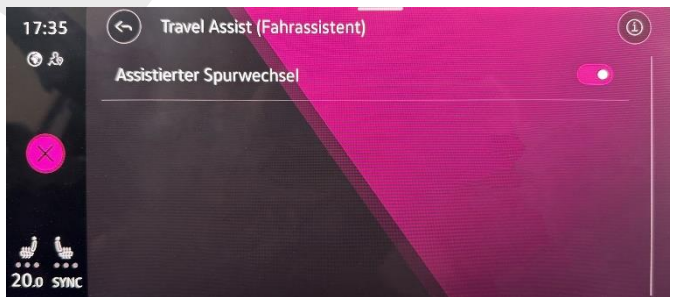 17:35
Travel Assist (Fahrassistent)
Assistierter Spurwechsel
20.0 SYNC